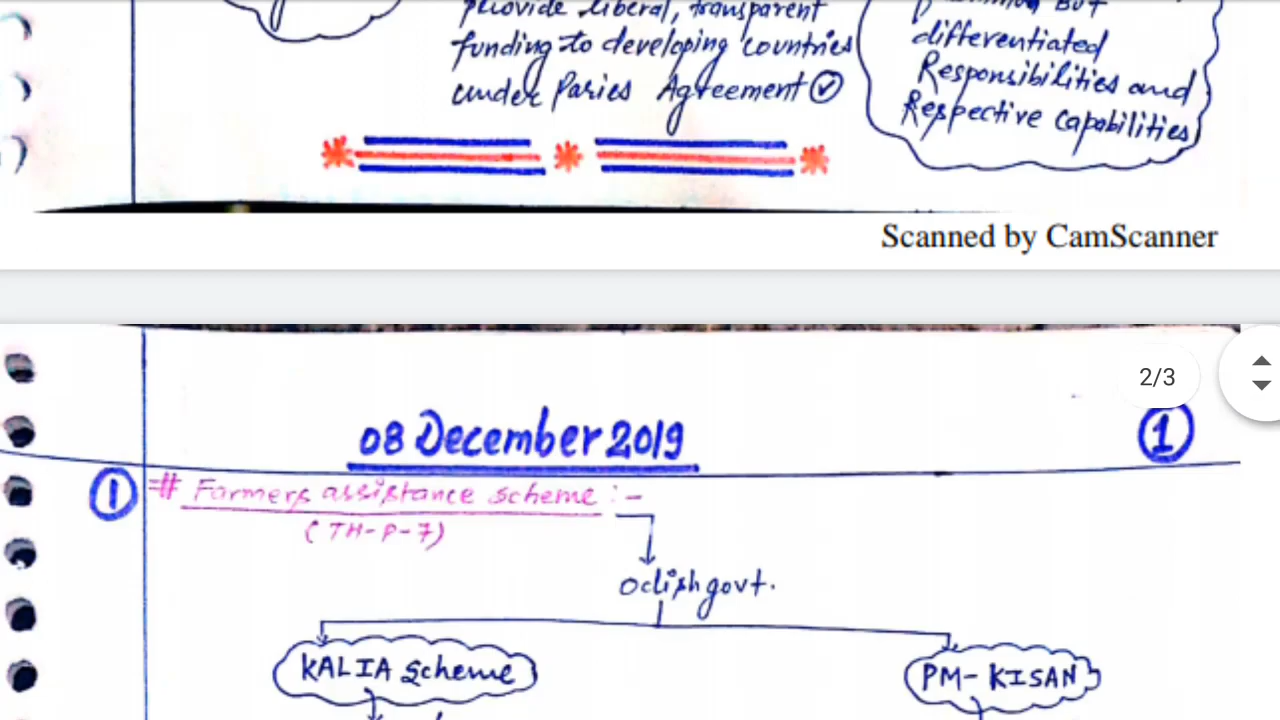 provide liberal, transparent
funding to developing countries
under Paries Agreement
But
differentiated
Responsibilities and
Respective Capabilities
Scanned by CamScanner
2/3
08 December 2019
1
1 # Farmers assistance scheme :-
(TH-P-7)
Odish govt.
KALIA Scheme
PM-KISAN